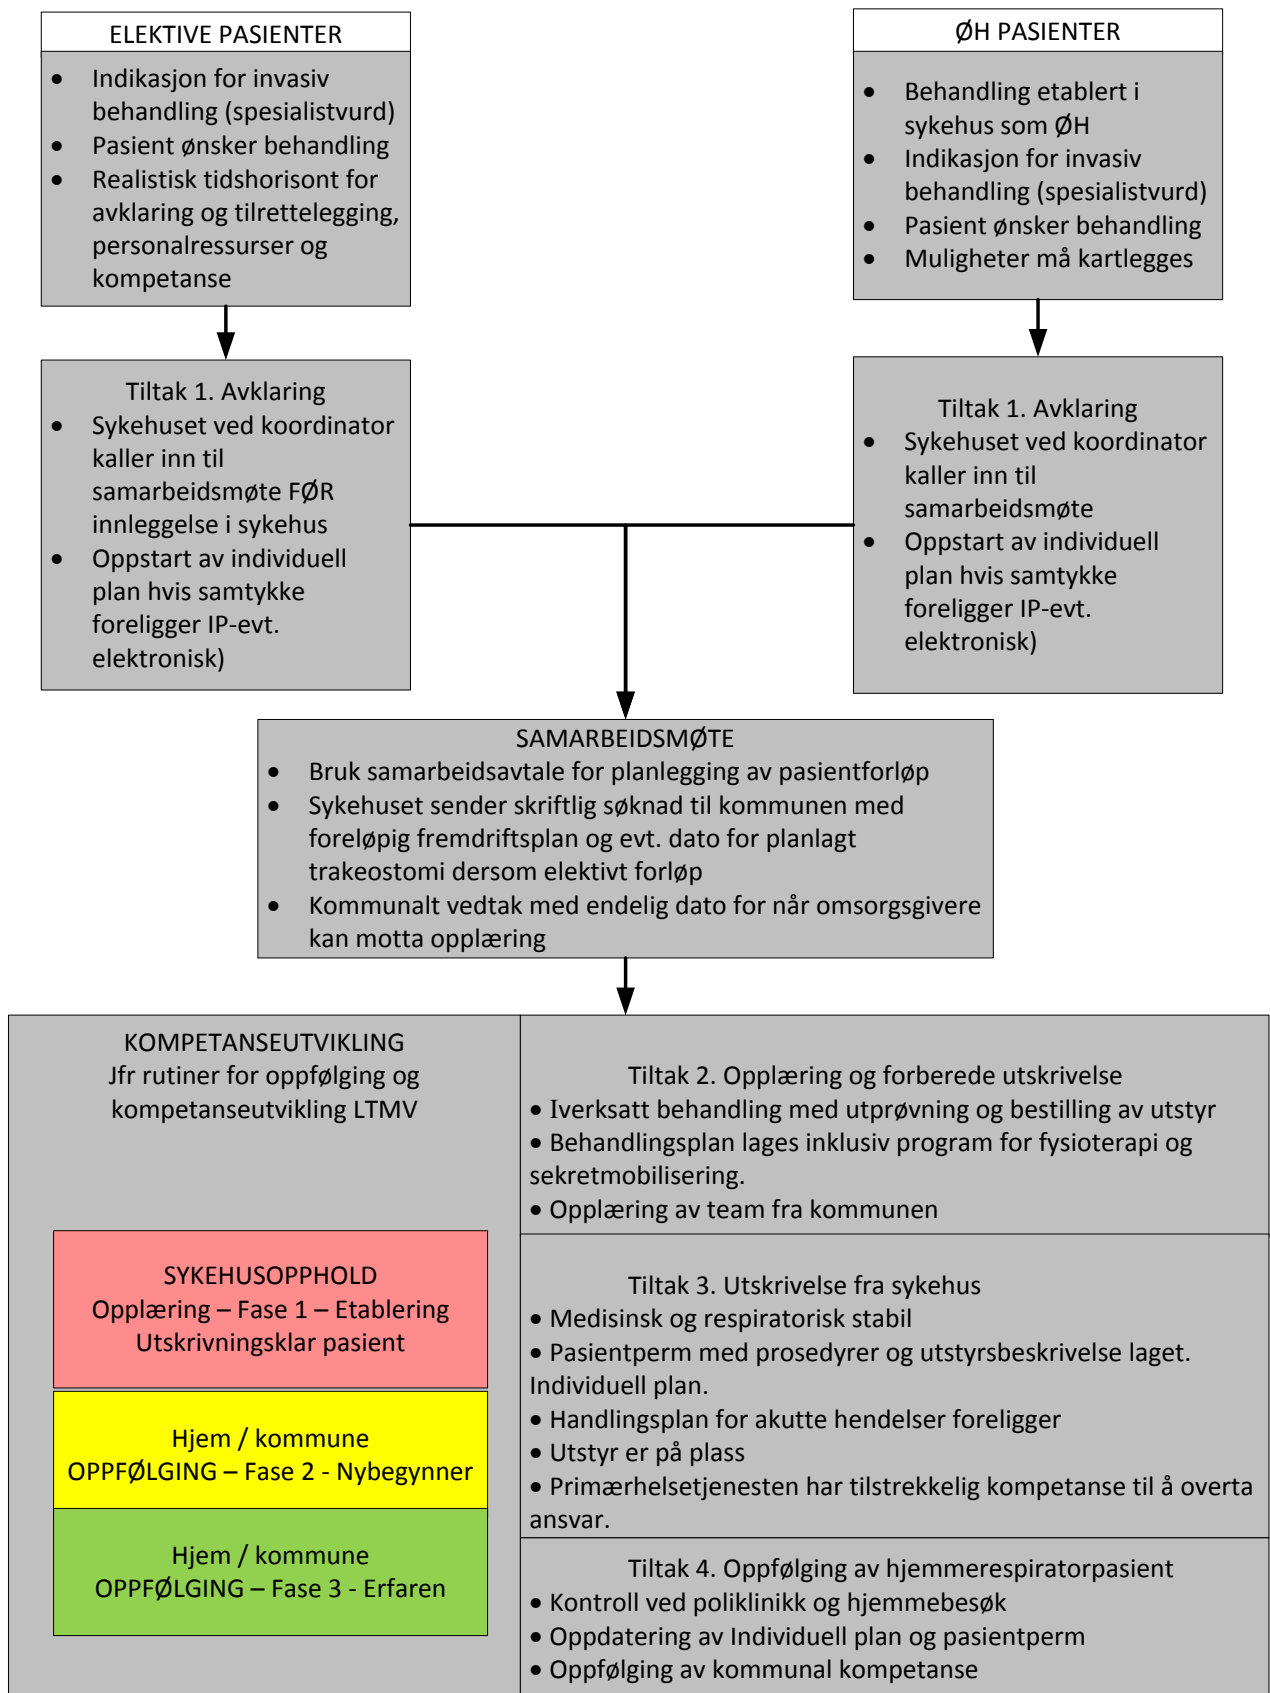 ELEKTIVE PASIENTER
• Indikasjon for invasiv
behandling (spesialistvurd)
• Pasient ønsker behandling
• Realistisk tidshorisont for
avklaring og tilrettelegging,
personalressurser og
kompetanse
ØH PASIENTER
• Behandling etablert i
sykehus som ØH
• Indikasjon for invasiv
behandling (spesialistvurd)
• Pasient ønsker behandling
• Muligheter må kartlegges
Tiltak 1. Avklaring
• Sykehuset ved koordinator
kaller inn til
samarbeidsmøte FØR
innleggelse i sykehus
• Oppstart av individuell
plan hvis samtykke
foreligger IP-evt.
elektronisk)
Tiltak 1. Avklaring
• Sykehuset ved koordinator
kaller inn til
samarbeidsmøte
• Oppstart av individuell
plan hvis samtykke
foreligger IP-evt.
elektronisk)
SAMARBEIDSMØTE
• Bruk samarbeidsavtale for planlegging av pasientforløp
• Sykehuset sender skriftlig søknad til kommunen med
foreløpig fremdriftsplan og evt. dato for planlagt
trakeostomi dersom elektivt forløp
• Kommunalt vedtak med endelig dato for når omsorgsgivere
kan motta opplæring
KOMPETANSEUTVIKLING
Jfr rutiner for oppfølging og
kompetanseutvikling LTMV
SYKEHUSOPPHOLD
Opplæring – Fase 1 – Etablering
Utskrivningsklar pasient
Hjem / kommune
OPPFØLGING – Fase 2 - Nybegynner
Hjem / kommune
OPPFØLGING – Fase 3 - Erfaren
Tiltak 2. Opplæring og forberede utskrivelse
• Iverksatt behandling med utprøvning og bestilling av utstyr
• Behandlingsplan lages inklusiv program for fysioterapi og
sekretmobilisering.
• Opplæring av team fra kommunen
Tiltak 3. Utskrivelse fra sykehus
• Medisinsk og respiratorisk stabil
• Pasientperm med prosedyrer og utstyrsbeskrivelse laget.
Individuell plan.
• Handlingsplan for akutte hendelser foreligger
• Utstyr er på plass
• Primærhelsetjenesten har tilstrekkelig kompetanse til å overta
ansvar.
Tiltak 4. Oppfølging av hjemmerespiratorpasient
• Kontroll ved poliklinikk og hjemmebesøk
• Oppdatering av Individuell plan og pasientperm
• Oppfølging av kommunal kompetanse